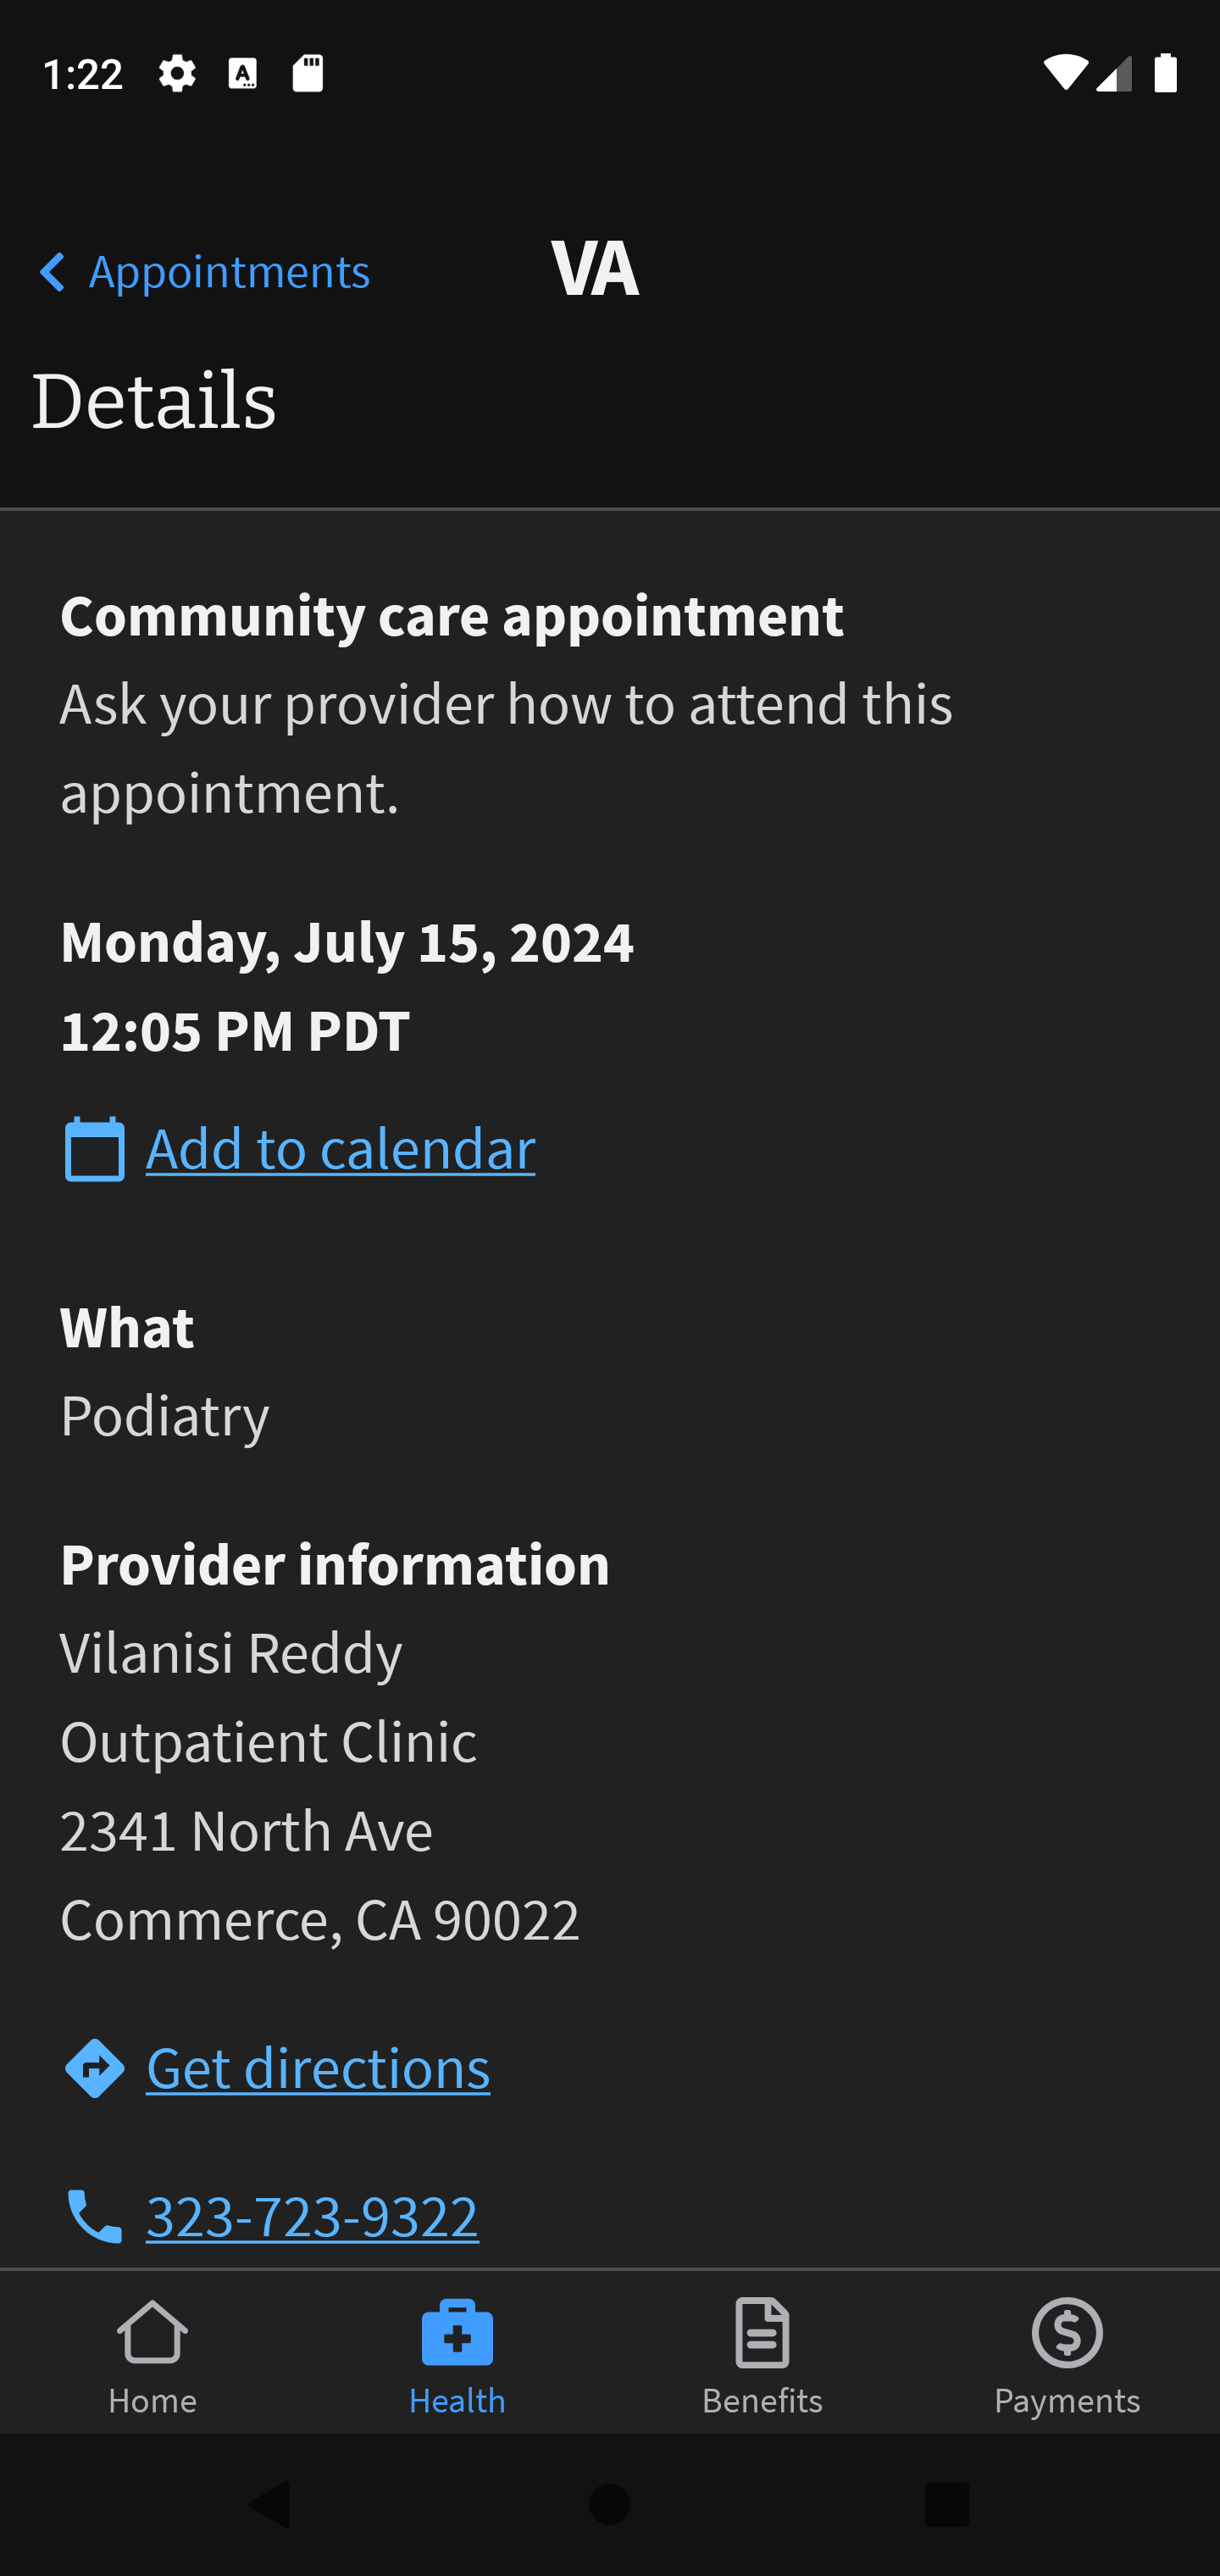 1:22
Appointments
VA
Details
Community care appointment
Ask your provider how to attend this
appointment.
Monday, July 15, 2024
12:05 PM PDT
Add to calendar
What
Podiatry
Provider information
Vilanisi Reddy
Outpatient Clinic
2341 North Ave
Commerce, CA 90022
Get directions
323-723-9322
Home
Health
Benefits
Payments